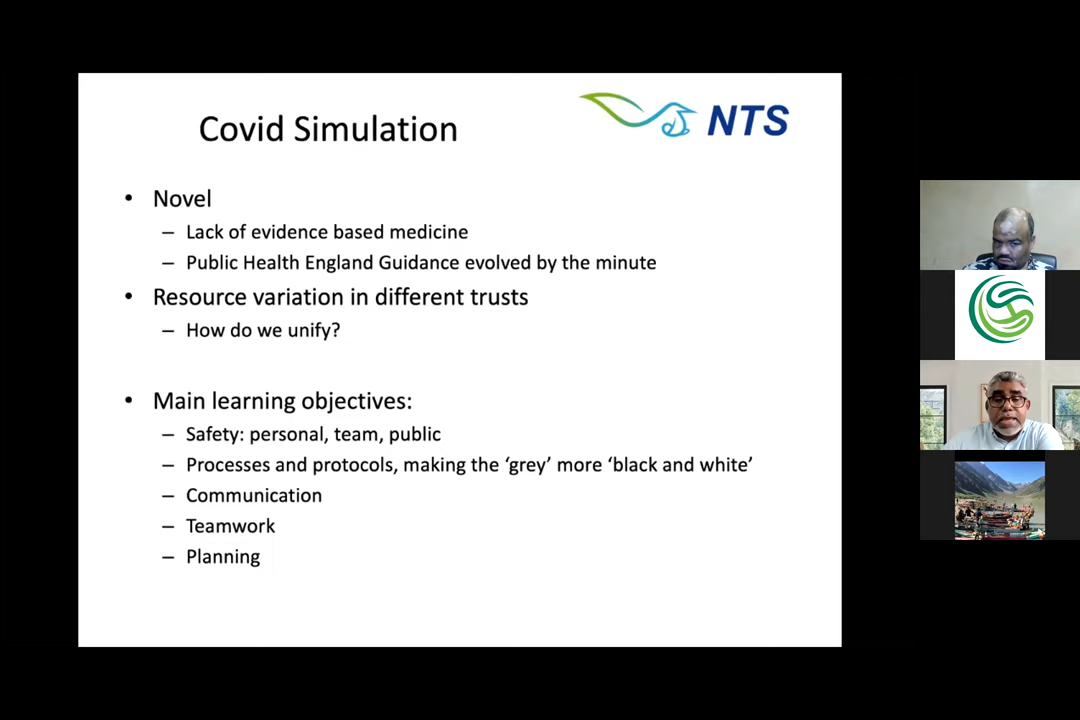 Covid Simulation
NTS
• Novel
– Lack of evidence based medicine
– Public Health England Guidance evolved by the minute
• Resource variation in different trusts
– How do we unify?
• Main learning objectives:
– Safety: personal, team, public
– Processes and protocols, making the ‘grey’ more ‘black and white’
– Communication
– Teamwork
– Planning